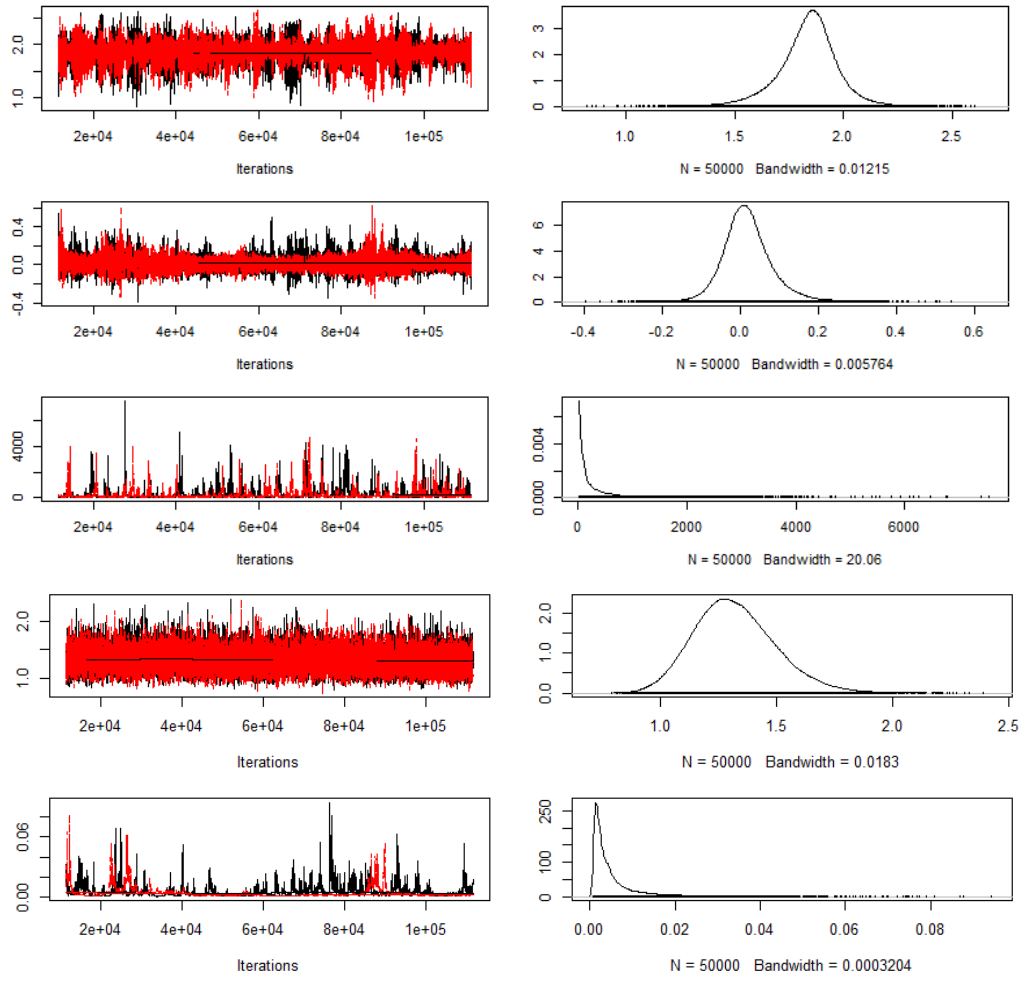 1.0 2.0
2e+04 4e+04 6e+04 8e+04 1e+05
Iterations
0 1 2 3
1.0 1.5 2.0 2.5
N = 50000 Bandwidth = 0.01215
-0.4 0.0 0.4
2e+04 4e+04 6e+04 8e+04 1e+05
Iterations
0 2 4 6
-0.4 -0.2 0.0 0.2 0.4 0.6
N = 50000 Bandwidth = 0.005764
0 4000
2e+04 4e+04 6e+04 8e+04 1e+05
Iterations
0.000 0.004
0 2000 4000 6000
N = 50000 Bandwidth = 20.06
1.0 2.0
2e+04 4e+04 6e+04 8e+04 1e+05
Iterations
0.0 1.0 2.0
1.0 1.5 2.0 2.5
N = 50000 Bandwidth = 0.0183
0.00 0.06
2e+04 4e+04 6e+04 8e+04 1e+05
Iterations
0 100 250
0.00 0.02 0.04 0.06 0.08
N = 50000 Bandwidth = 0.0003204